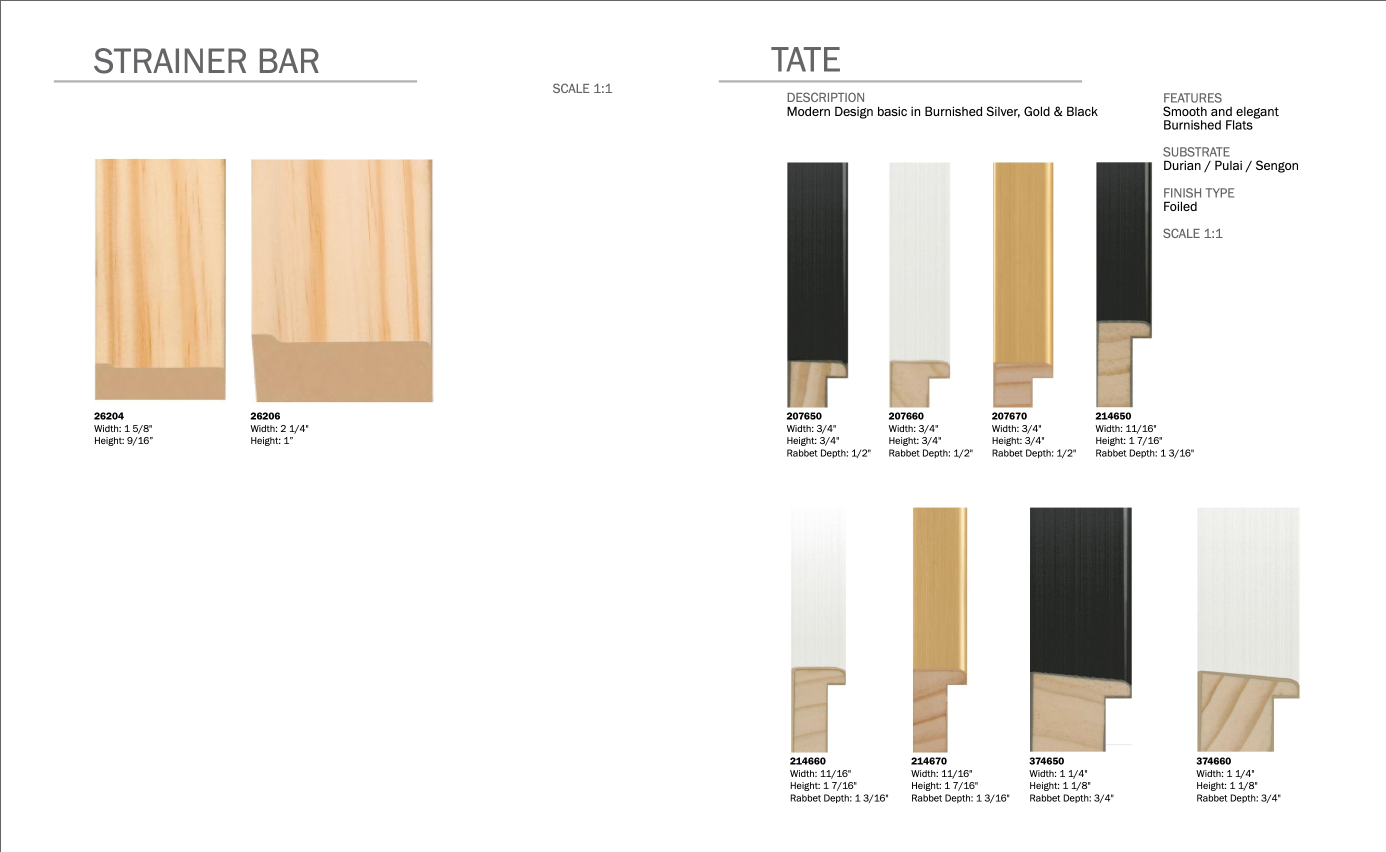 STRAINER BAR
SCALE 1:1
26204
Width: 1 5/8"
Height: 9/16"
26206
Width: 2 1/4"
Height: 1"
TATE
DESCRIPTION
Modern Design basic in Burnished Silver, Gold & Black
FEATURES
Smooth and elegant
Burnished Flats
SUBSTRATE
Durian / Pulai / Sengon
FINISH TYPE
Foiled
SCALE 1:1
207650
Width: 3/4"
Height: 3/4"
Rabbet Depth: 1/2"
207660
Width: 3/4"
Height: 3/4"
Rabbet Depth: 1/2"
207670
Width: 3/4"
Height: 3/4"
Rabbet Depth: 1/2"
214650
Width: 11/16"
Height: 1 7/16"
Rabbet Depth: 1 3/16"
214660
Width: 11/16"
Height: 1 7/16"
Rabbet Depth: 1 3/16"
214670
Width: 11/16"
Height: 1 7/16"
Rabbet Depth: 1 3/16"
374650
Width: 1 1/4"
Height: 1 1/8"
Rabbet Depth: 3/4"
374660
Width: 1 1/4"
Height: 1 1/8"
Rabbet Depth: 3/4"